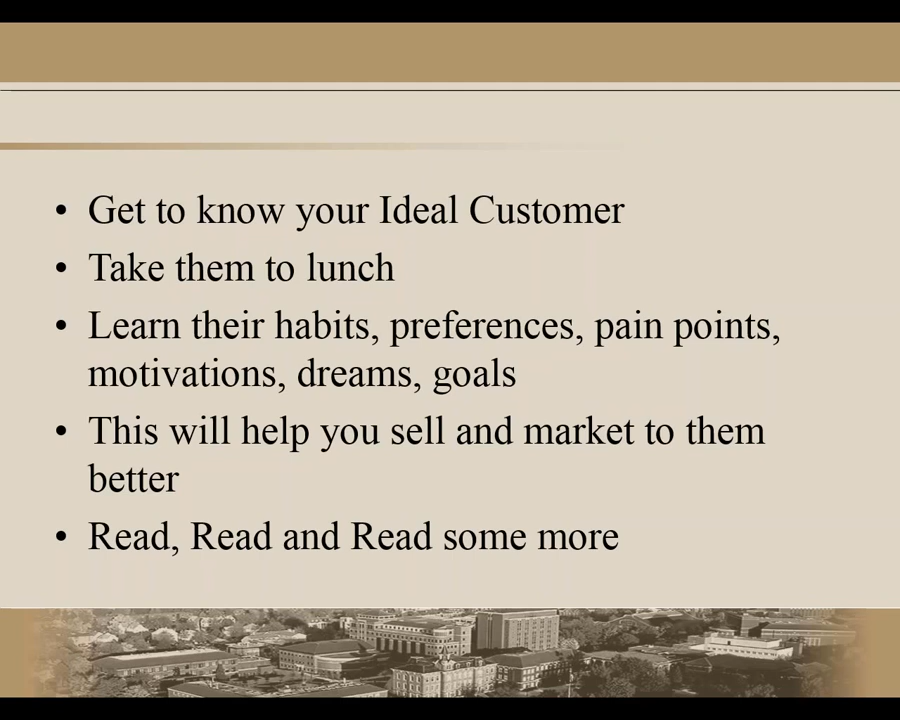 • Get to know your Ideal Customer
• Take them to lunch
• Learn their habits, preferences, pain points,
motivations, dreams, goals
• This will help you sell and market to them
better
• Read, Read and Read some more